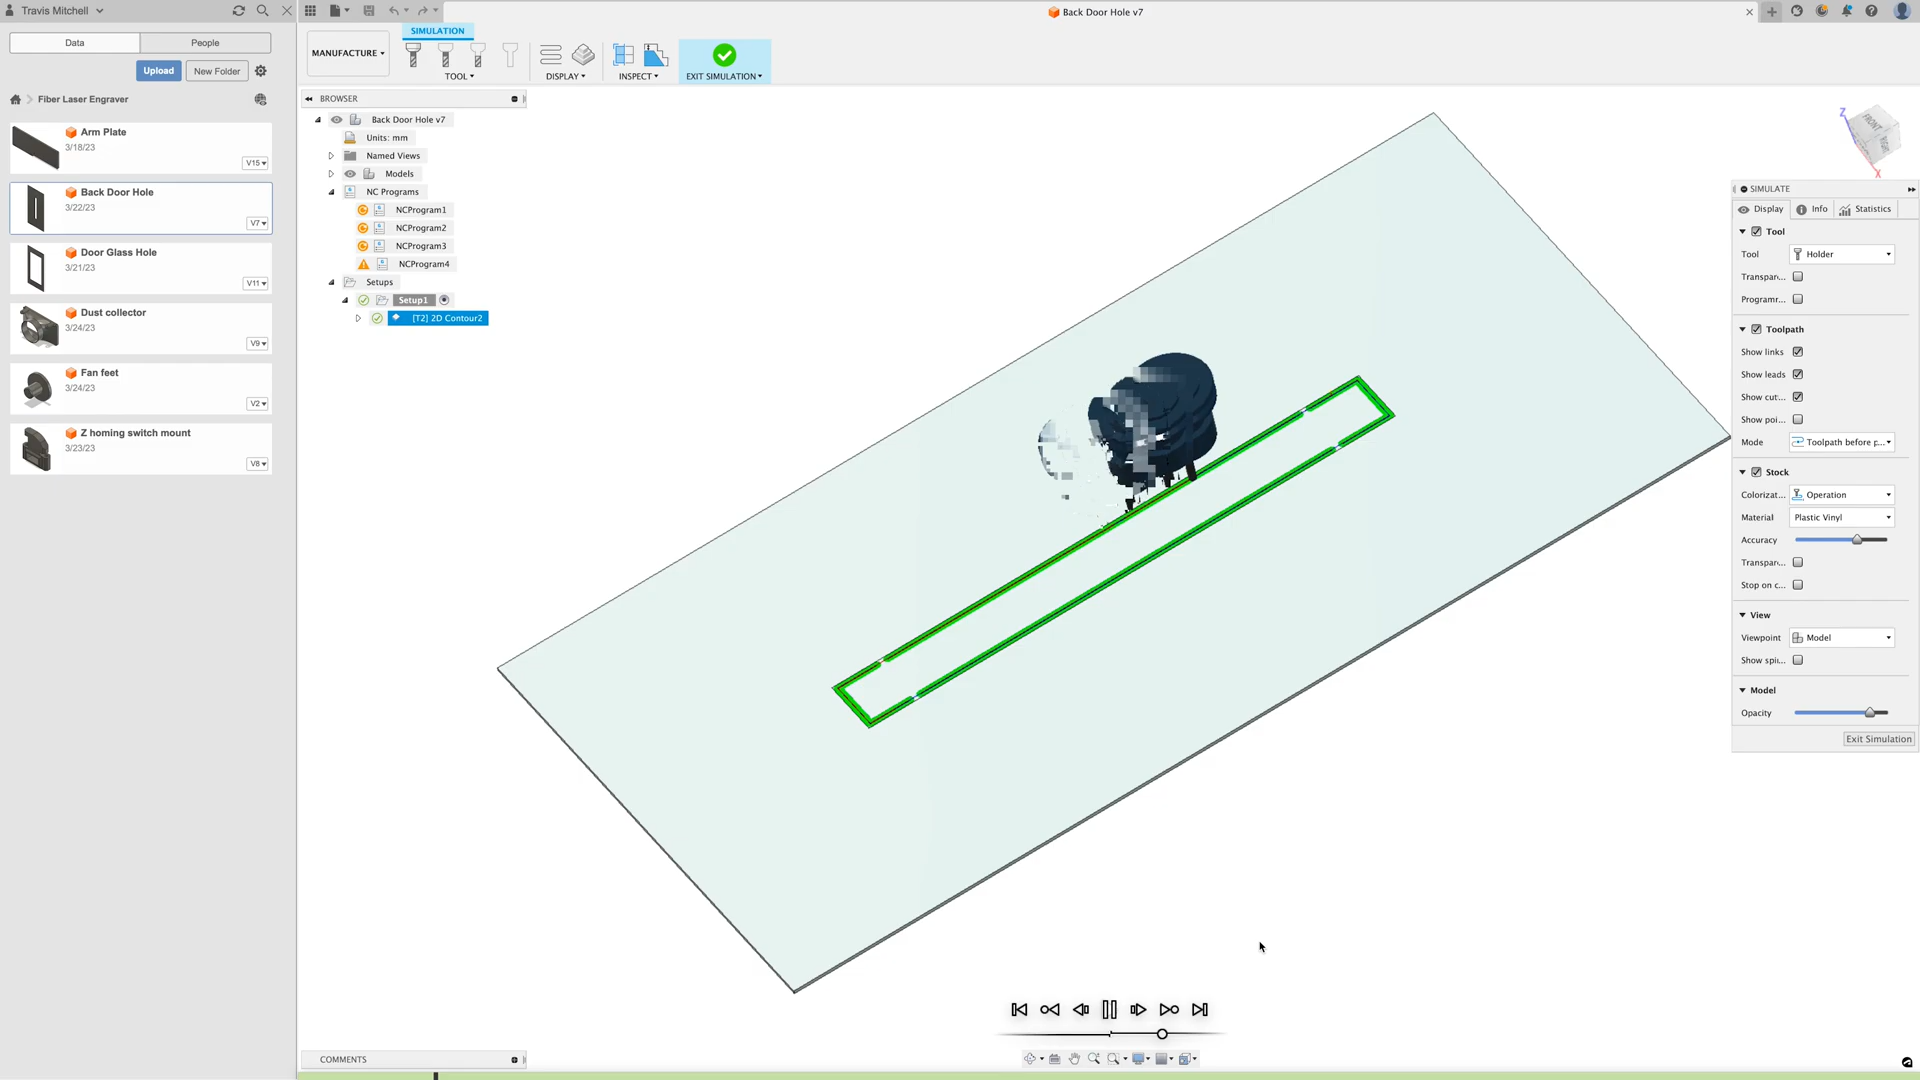 Travis Mitchell
Back Door Hole v7
Data
People
SIMULATION
MANUFACTURE
TOOL
DISPLAY
INSPECT
EXIT SIMULATION
Upload
New Folder
Fiber Laser Engraver
Arm Plate
3/18/23
V15
Back Door Hole
3/22/23
V7
Door Glass Hole
3/21/23
V11
Dust collector
3/24/23
V9
Fan feet
3/24/23
V2
Z homing switch mount
3/23/23
V8
BROWSER
Back Door Hole v7
Units: mm
Named Views
Models
NC Programs
NCProgram1
NCProgram2
NCProgram3
NCProgram4
Setups
Setup1
[T2] 2D Contour2
Z
FRONT
X
SIMULATE
Display
Info
Statistics
Tool
Tool
Holder
Transpar...
Programr...
Toolpath
Show links
Show leads
Show cut...
Show poi...
Mode
Toolpath before p...
Stock
Colorizat...
Operation
Material
Plastic Vinyl
Accuracy
Transpar...
Stop on c...
View
Viewpoint
Model
Show spi...
Model
Opacity
Exit Simulation
COMMENTS